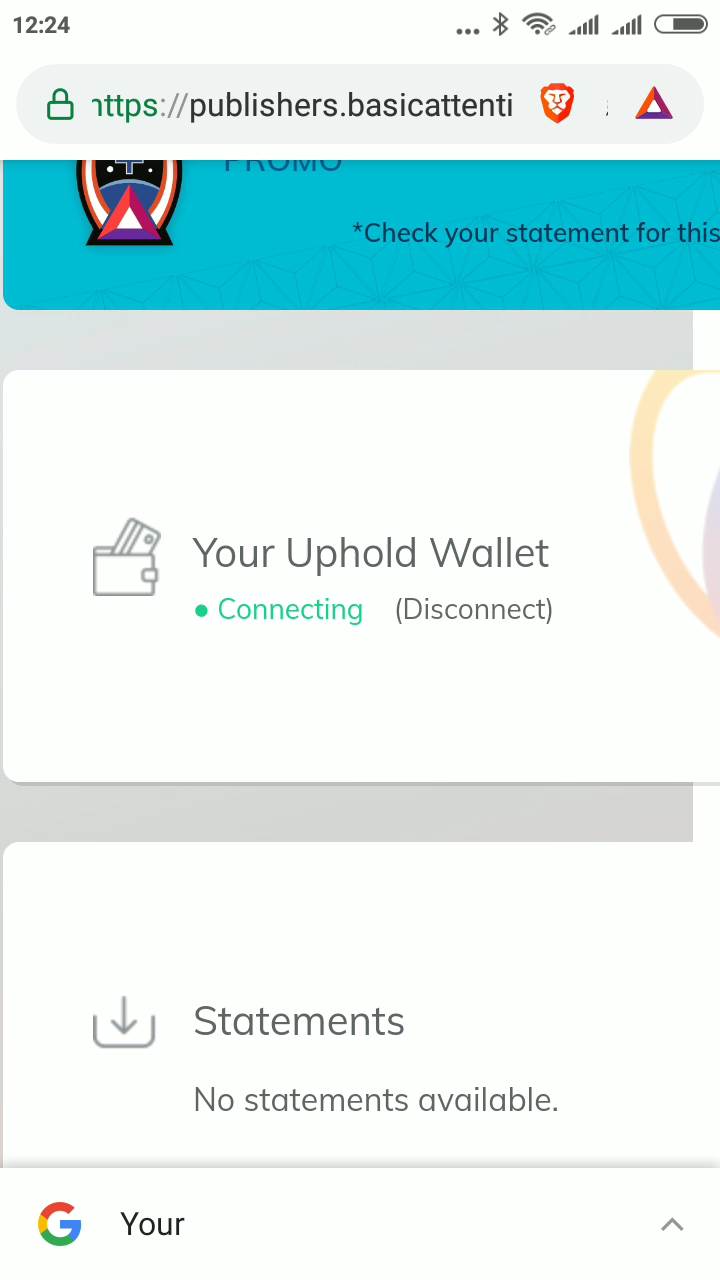 12:24
https://publishers.basicattenti
PROMO
*Check your statement for this
Your Uphold Wallet
Connecting (Disconnect)
Statements
No statements available.
Your